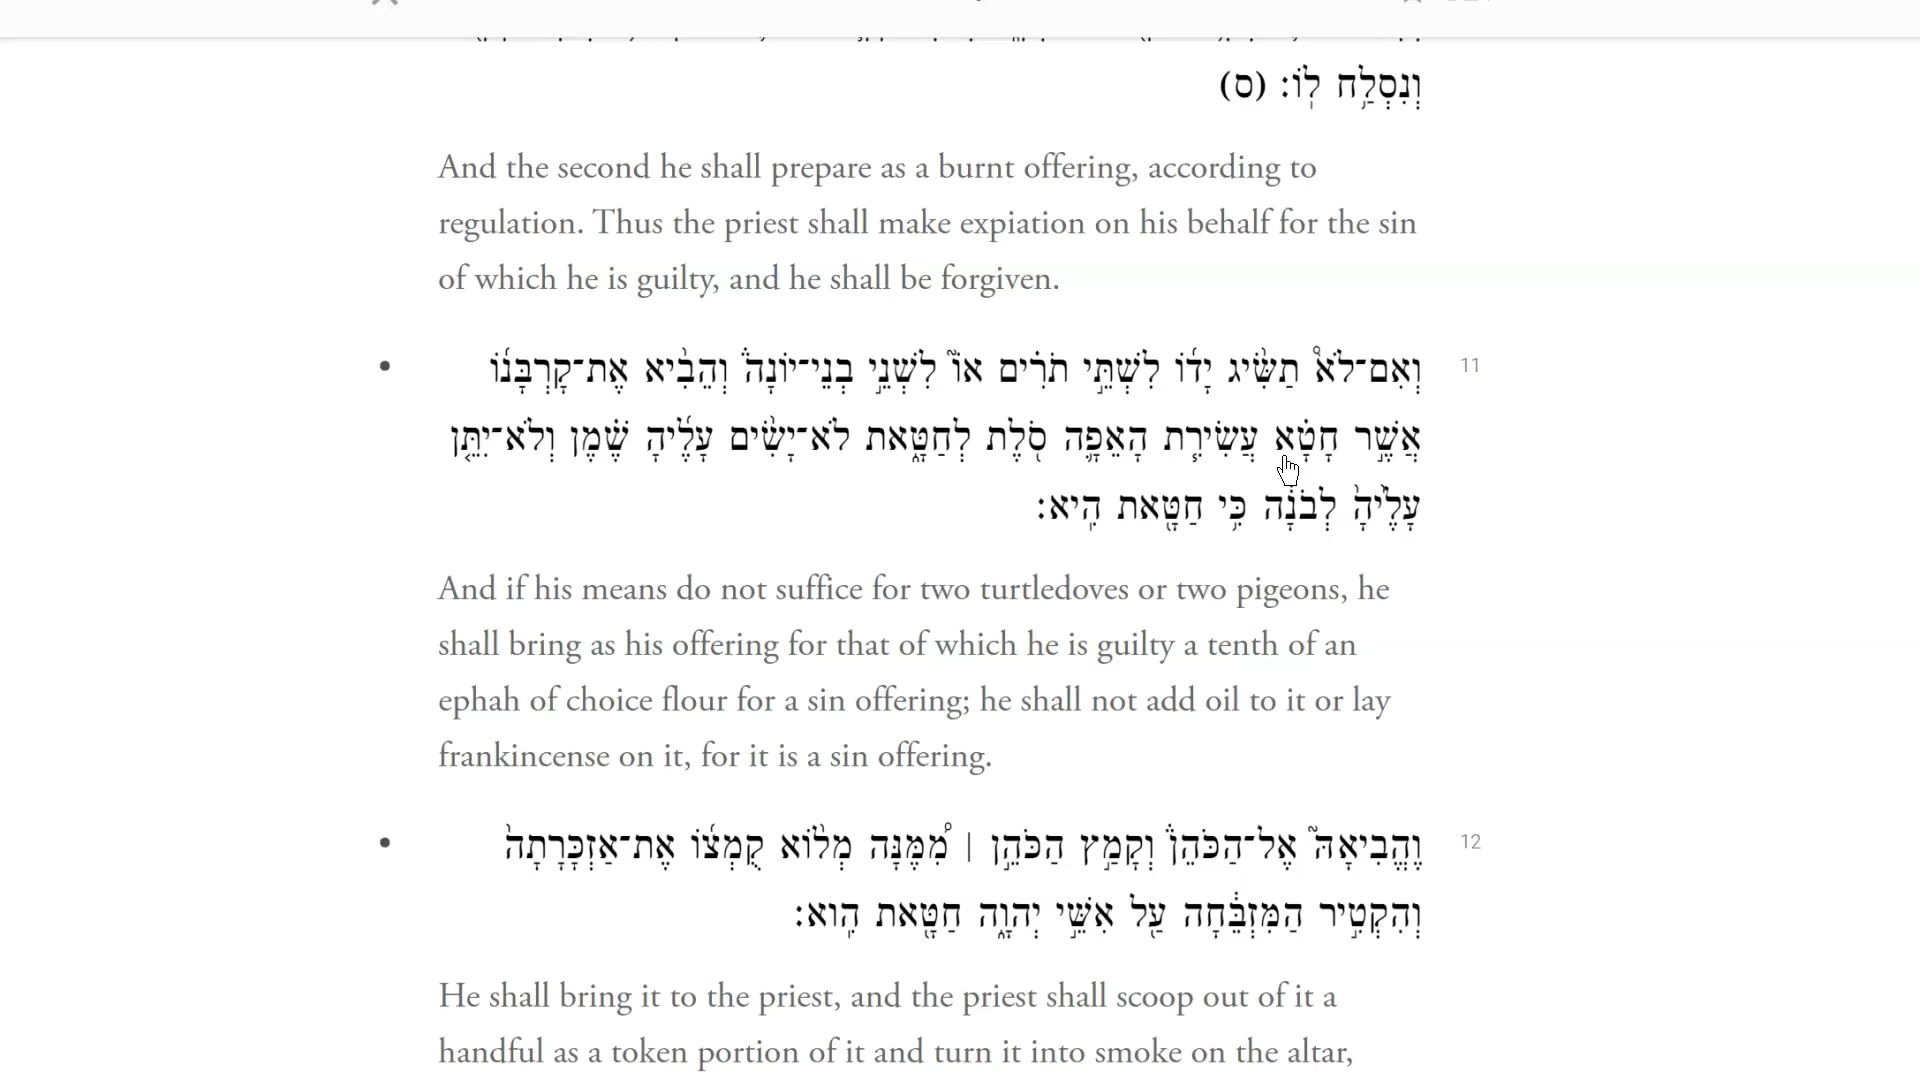 וְנִסְלַ֥ח לֽוֹ׃ (ס)
And the second he shall prepare as a burnt offering, according to
regulation. Thus the priest shall make expiation on his behalf for the sin
of which he is guilty, and he shall be forgiven.
11
וְאִם־לֹא֩ תַשִּׂ֨יג יָד֜וֹ לִשְׁתֵּ֣י תֹרִ֗ים א֮וֹ לִשְׁנֵ֣י בְנֵי־יוֹנָה֒ וְהֵבִ֨יא אֶת־קׇרְבָּנ֜וֹ
אֲשֶׁ֣ר חָטָ֗א עֲשִׂירִ֧ת הָאֵפָ֛ה סֹ֖לֶת לְחַטָּ֑את לֹא־יָשִׂ֨ים עָלֶ֜יהָ שֶׁ֗מֶן וְלֹא־יִתֵּ֤ן
עָלֶ֙יהָ֙ לְבֹנָ֔ה כִּ֥י חַטָּ֖את הִֽיא׃
And if his means do not suffice for two turtledoves or two pigeons, he
shall bring as his offering for that of which he is guilty a tenth of an
ephah of choice flour for a sin offering; he shall not add oil to it or lay
frankincense on it, for it is a sin offering.
12
וֶהֱבִיאָהּ֮ אֶל־הַכֹּהֵן֒ וְקָמַ֣ץ הַכֹּהֵ֣ן ׀ מִ֠מֶּ֠נָּה מְל֨וֹא קֻמְצ֜וֹ אֶת־אַזְכָּרָתָהּ֙
וְהִקְטִ֣יר הַמִּזְבֵּ֔חָה עַ֖ל אִשֵּׁ֣י יְהֹוָ֑ה חַטָּ֖את הִֽוא׃
He shall bring it to the priest, and the priest shall scoop out of it a
handful as a token portion of it and turn it into smoke on the altar,